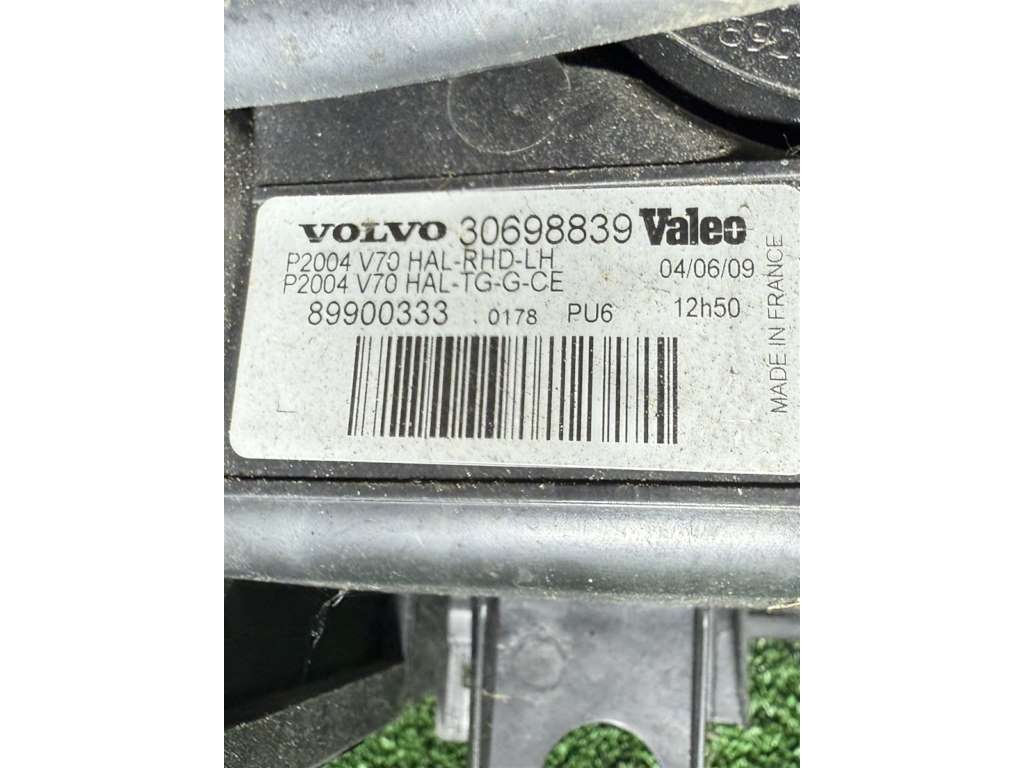 VOLVO 30698839 Valeo
P2004 V70 HAL-RHD-LH 04/06/09
P2004 V70 HAL-TG-G-CE
89900333 0178 PU6 12h50
MADE IN FRANCE
L